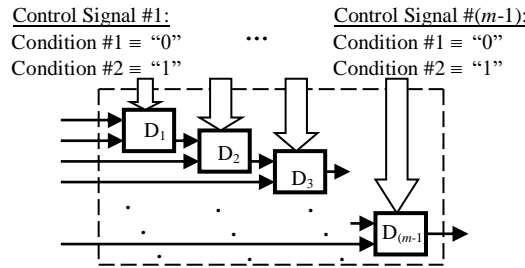 Control Signal #1:
Condition #1 ≡ “0”
Condition #2 ≡ “1”
...
Control Signal #(m-1):
Condition #1 ≡ “0”
Condition #2 ≡ “1”
D1
D2
D3
D(m-1